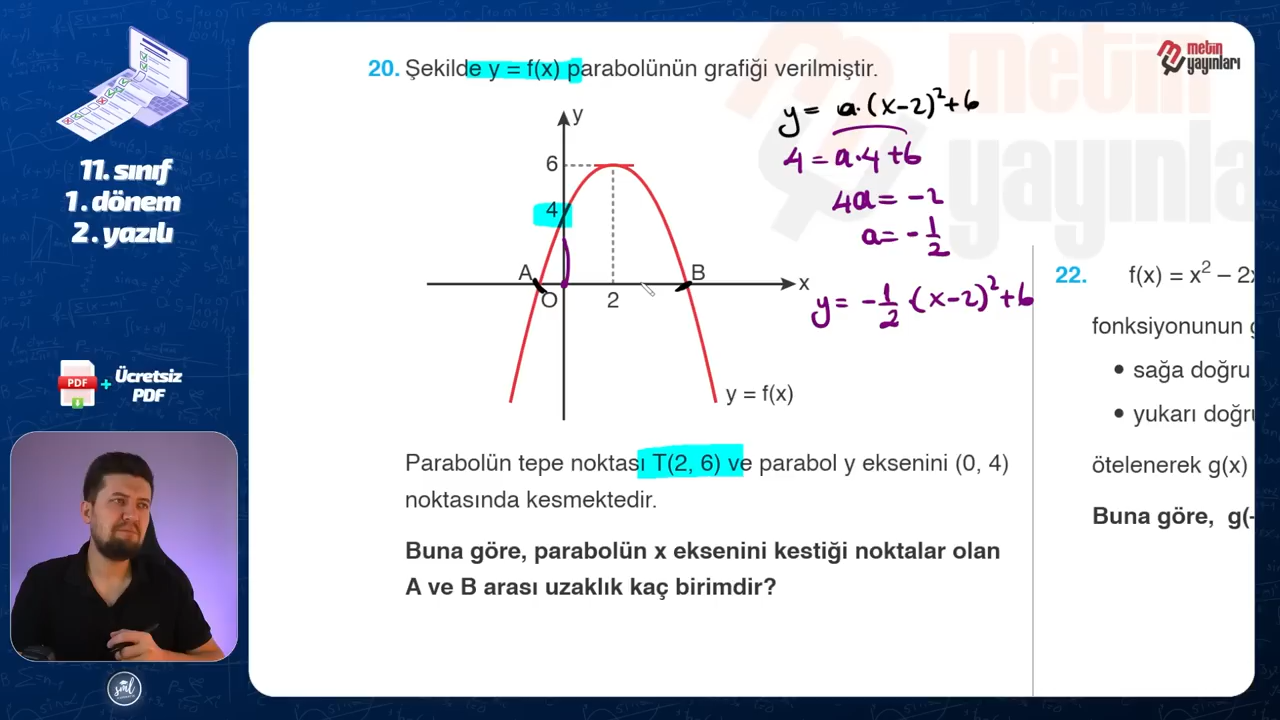 11. sınıf
1. dönem
2. yazılı
PDF
+
Ücretsiz
PDF
sml
metin
yayınları
20. Şekilde y = f(x) parabolünün grafiği verilmiştir.
y
6
4
A
O
2
B
x
y = f(x)
y = a·(x-2)²+6
4 = a·4+6
4a = -2
a = -1/2
y = -1/2·(x-2)²+6
Parabolün tepe noktası T(2, 6) ve parabol y eksenini (0, 4)
noktasında kesmektedir.
Buna göre, parabolün x eksenini kestiği noktalar olan
A ve B arası uzaklık kaç birimdir?
22. f(x) = x² – 2
fonksiyonunun
• sağa doğru
• yukarı doğru
ötelenerek g(x)
Buna göre, g(-